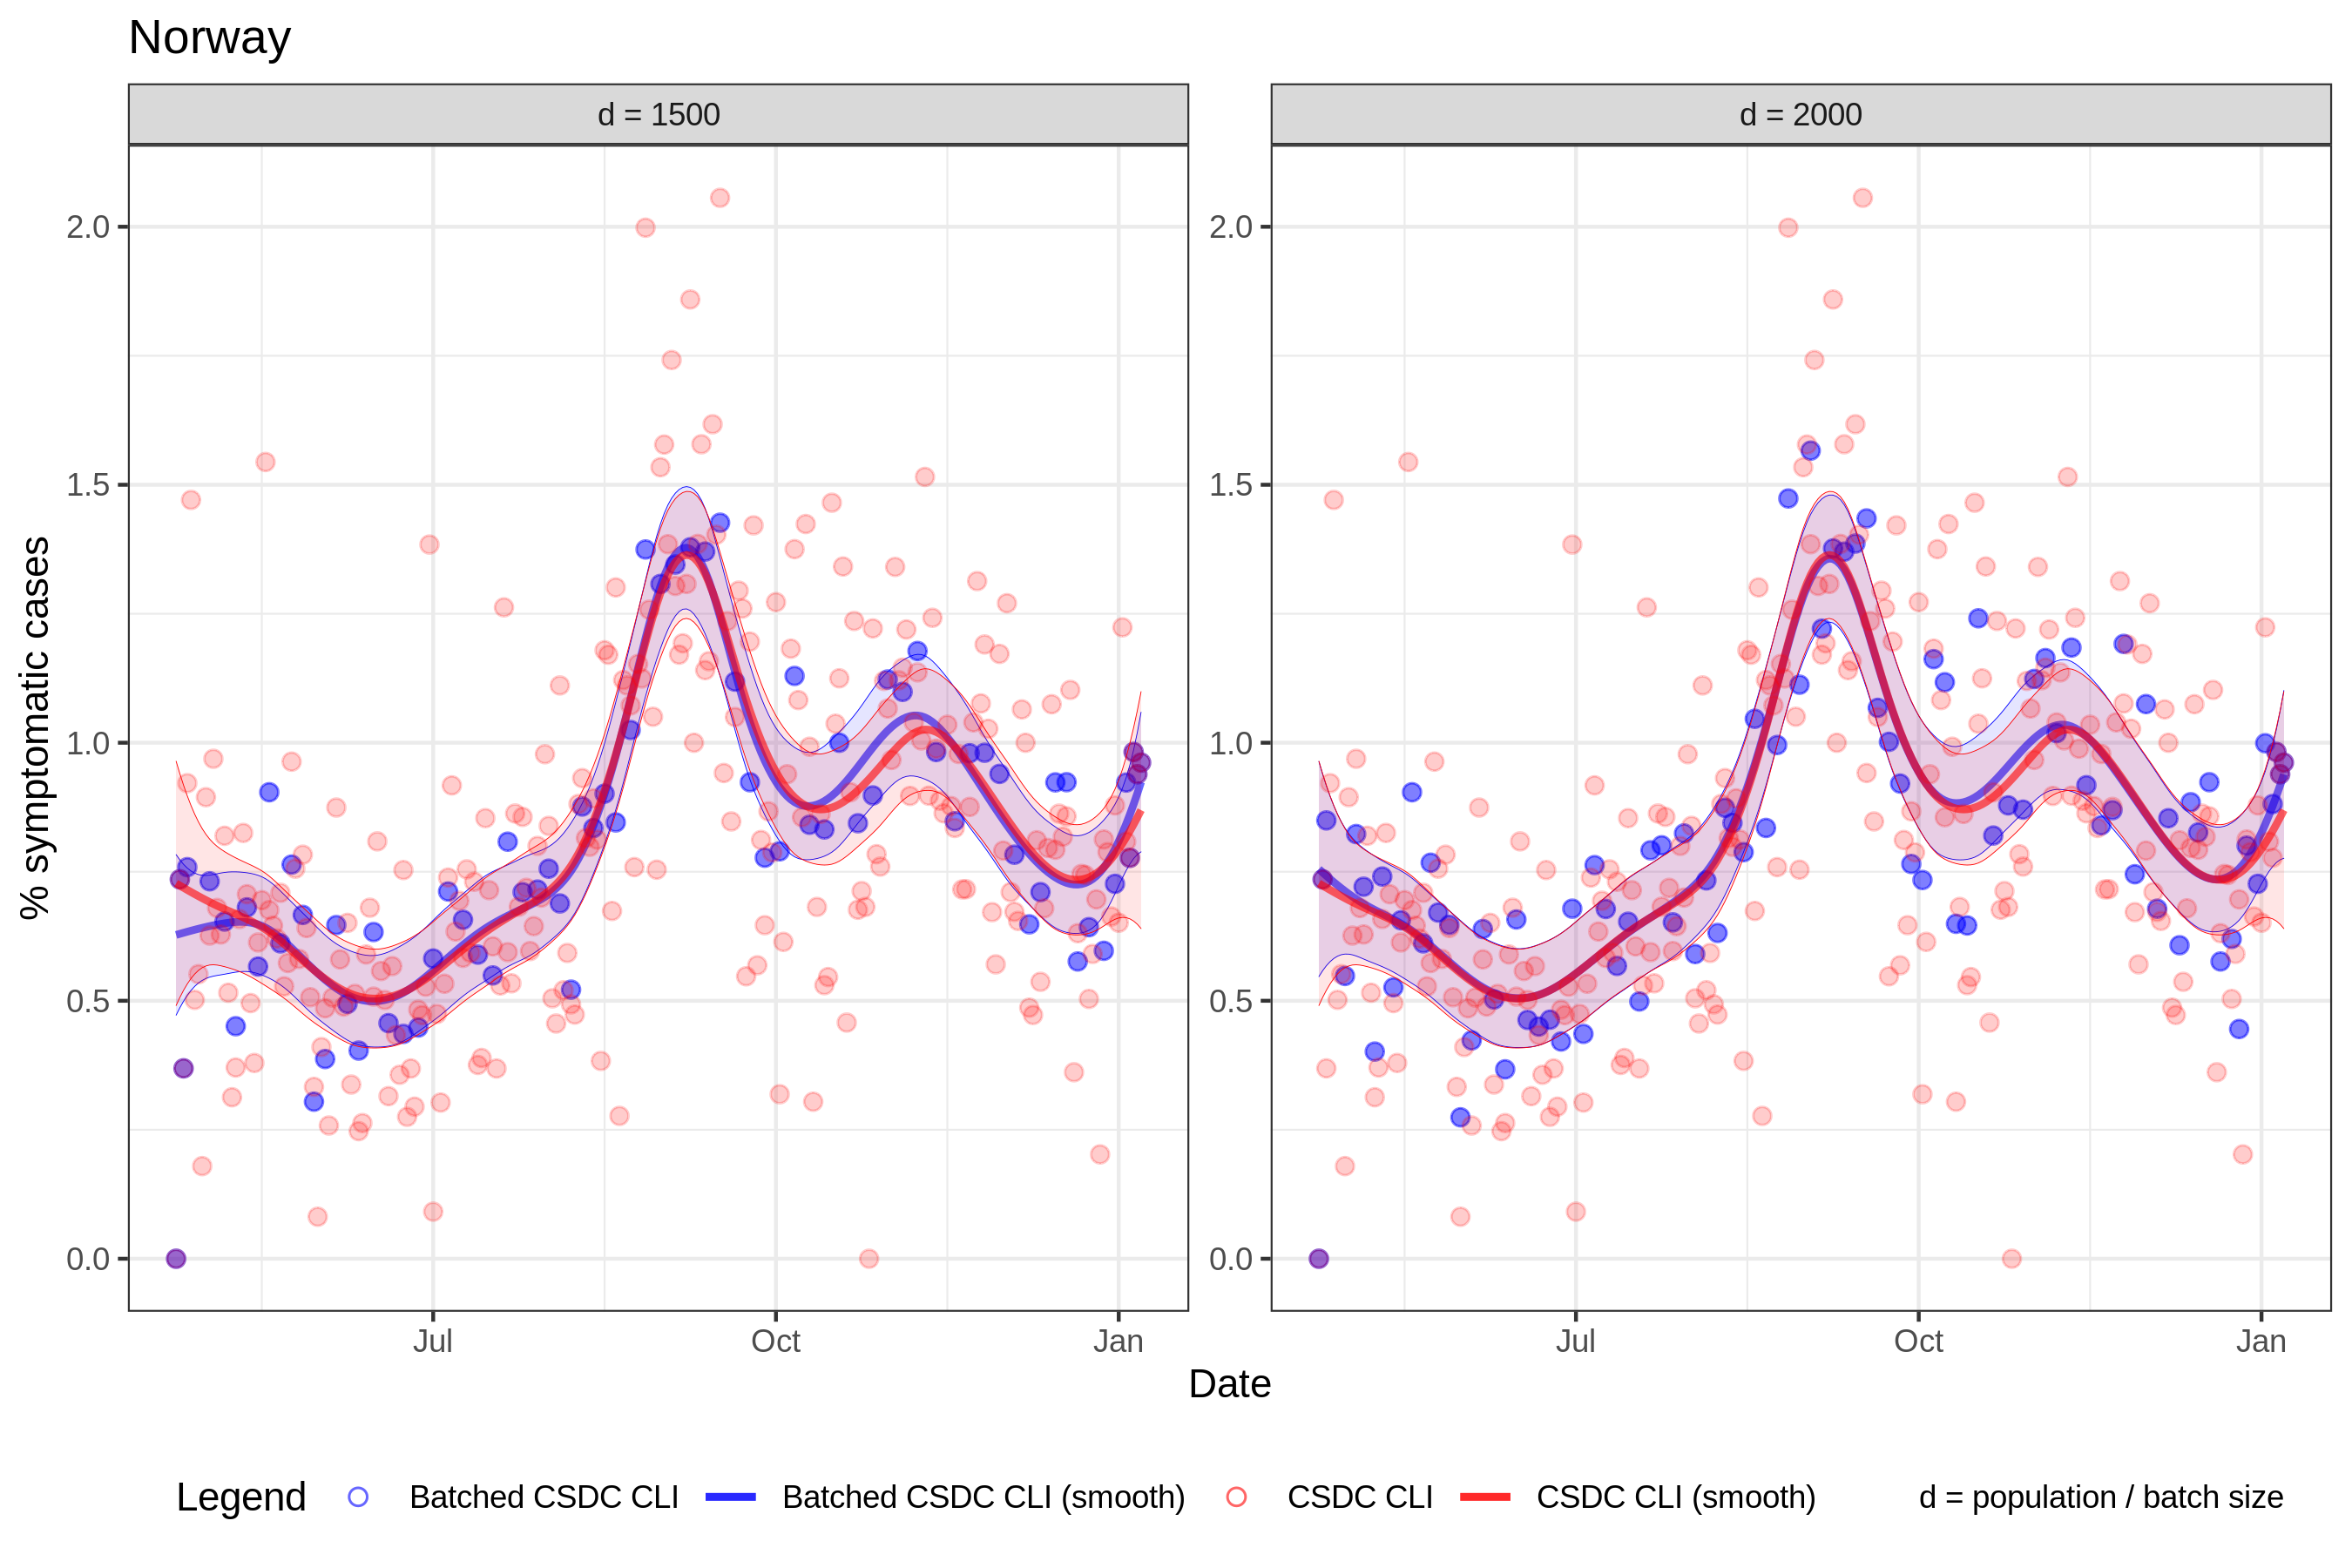 Norway
d = 1500
d = 2000
% symptomatic cases
2.0
1.5
1.0
0.5
0.0
2.0
1.5
1.0
0.5
0.0
Jul
Oct
Jan
Jul
Oct
Jan
Date
Legend
Batched CSDC CLI
Batched CSDC CLI (smooth)
CSDC CLI
CSDC CLI (smooth)
d = population / batch size